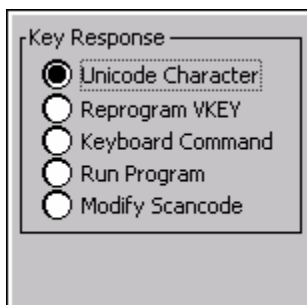 Key Response
Unicode Character
Reprogram VKEY
Keyboard Command
Run Program
Modify Scancode